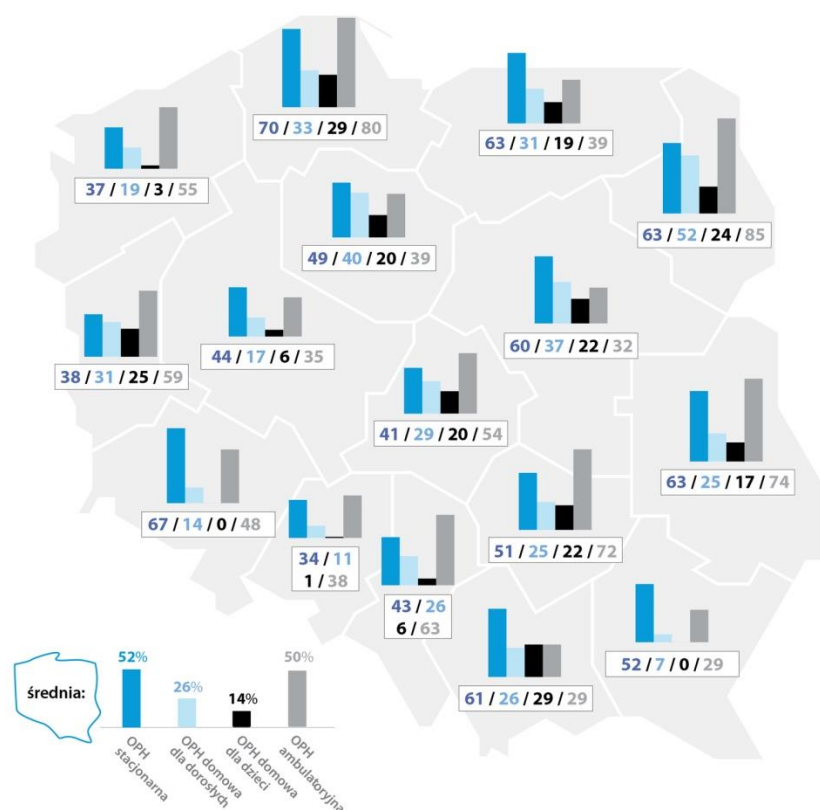 70 / 33 / 29 / 80
63 / 31 / 19 / 39
37 / 19 / 3 / 55
63 / 52 / 24 / 85
49 / 40 / 20 / 39
60 / 37 / 22 / 32
44 / 17 / 6 / 35
38 / 31 / 25 / 59
41 / 29 / 20 / 54
63 / 25 / 17 / 74
67 / 14 / 0 / 48
51 / 25 / 22 / 72
34 / 11
1 / 38
43 / 26
6 / 63
52 / 7 / 0 / 29
61 / 26 / 29 / 29
średnia:
52%
26%
14%
50%
OPH
stacjonarna
OPH domowa
dla dorosłych
OPH domowa
dla dzieci
OPH
ambulatoryjna